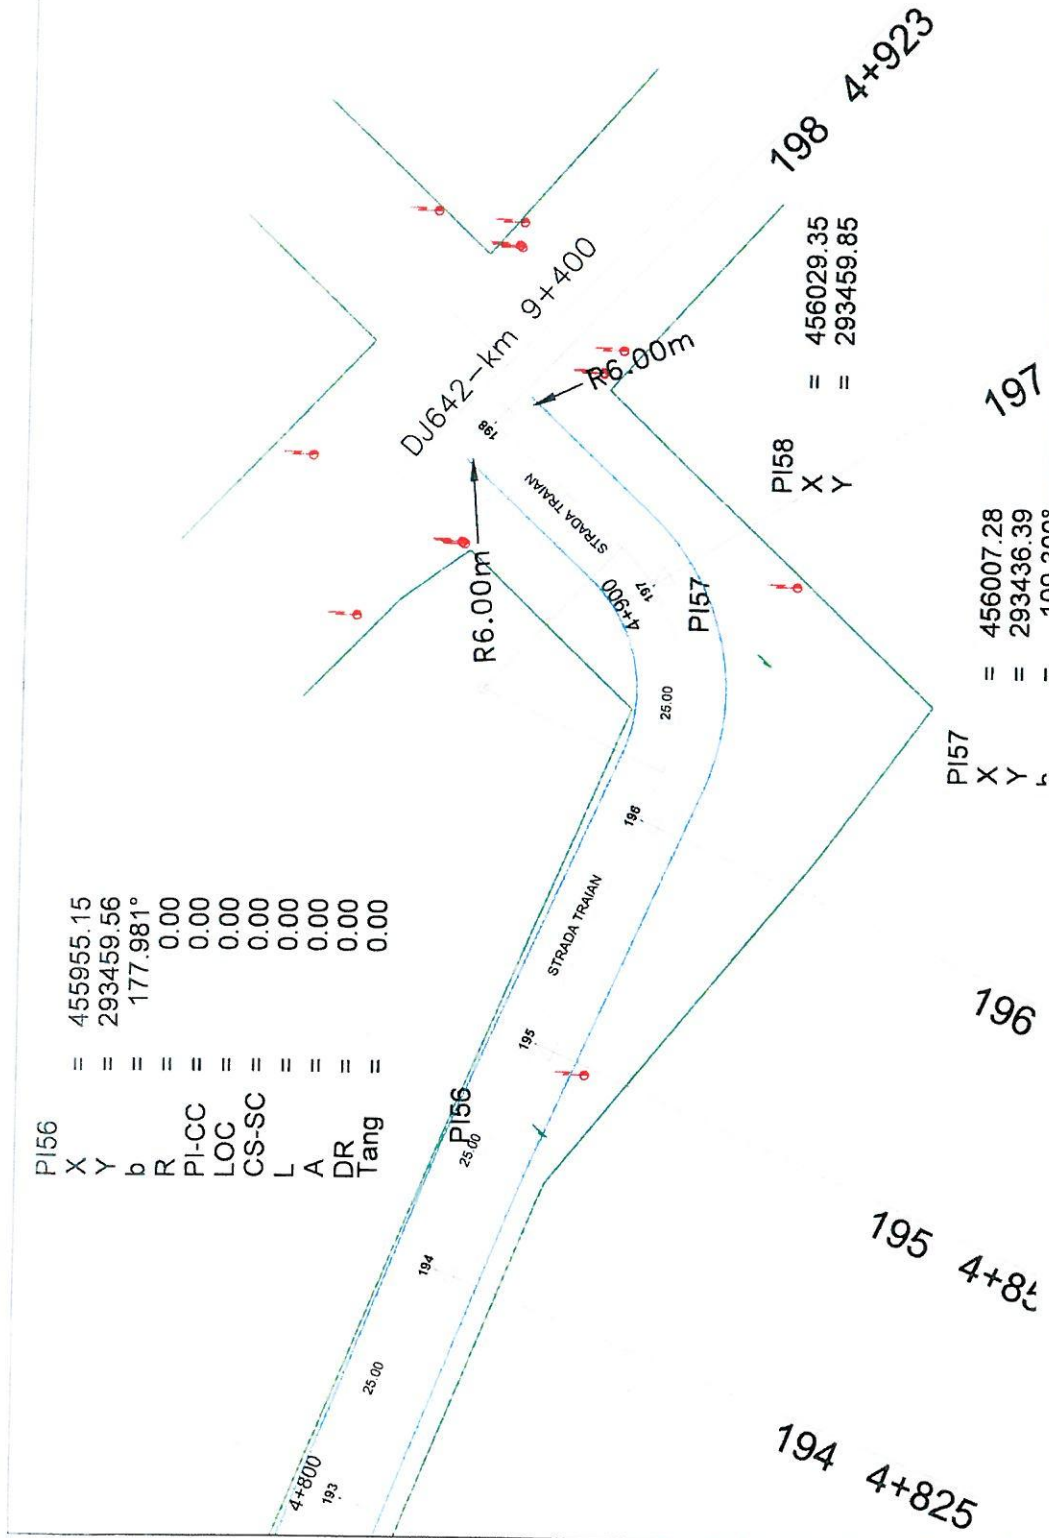 PI56
X = 455955.15
Y = 293459.56
b = 177.981°
R = 0.00
PI-CC = 0.00
LOC = 0.00
CS-SC = 0.00
L = 0.00
A = 0.00
DR = 0.00
Tang = 0.00
4+800
193
25.00
194
25.00
PI56
195
STRADA TRAIAN
196
25.00
PI57
4+900
197
STRADA TRAIAN
198
R6.00m
R6.00m
DJ642-km 9+400
PI58
X = 456029.35
Y = 293459.85
PI57
X = 456007.28
Y = 293436.39
194 4+825
195 4+85
196
197
198 4+923